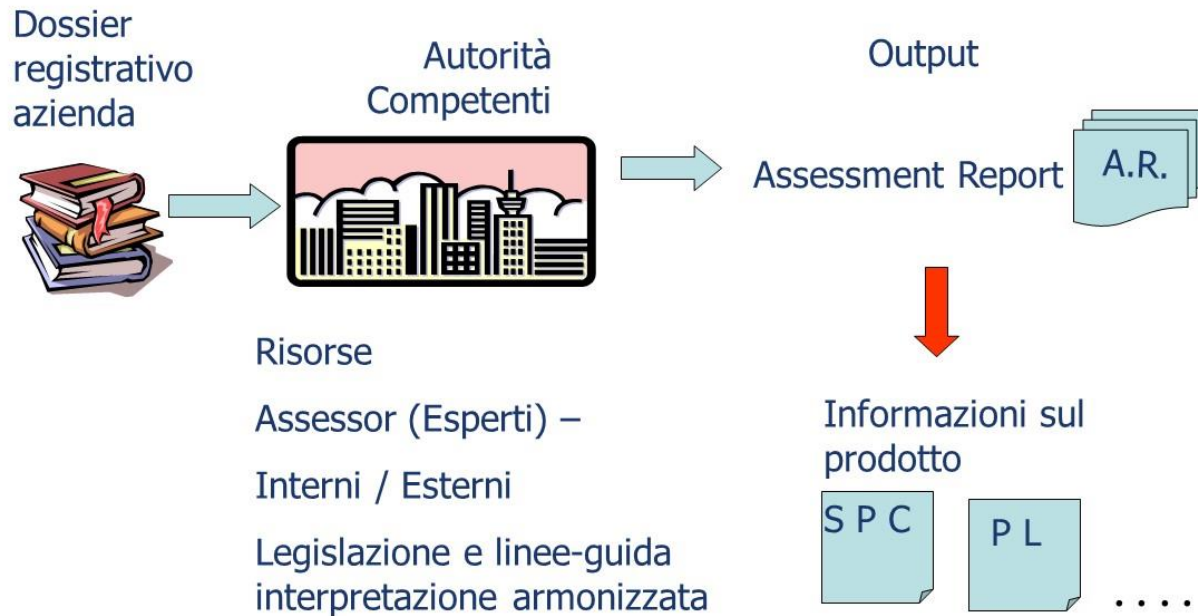 Dossier
registrativo
azienda
Autorità
Competenti
Output
Assessment Report
A.R.
Risorse
Assessor (Esperti) –
Interni / Esterni
Legislazione e linee-guida
interpretazione armonizzata
Informazioni sul
prodotto
S P C
P L
. . . .